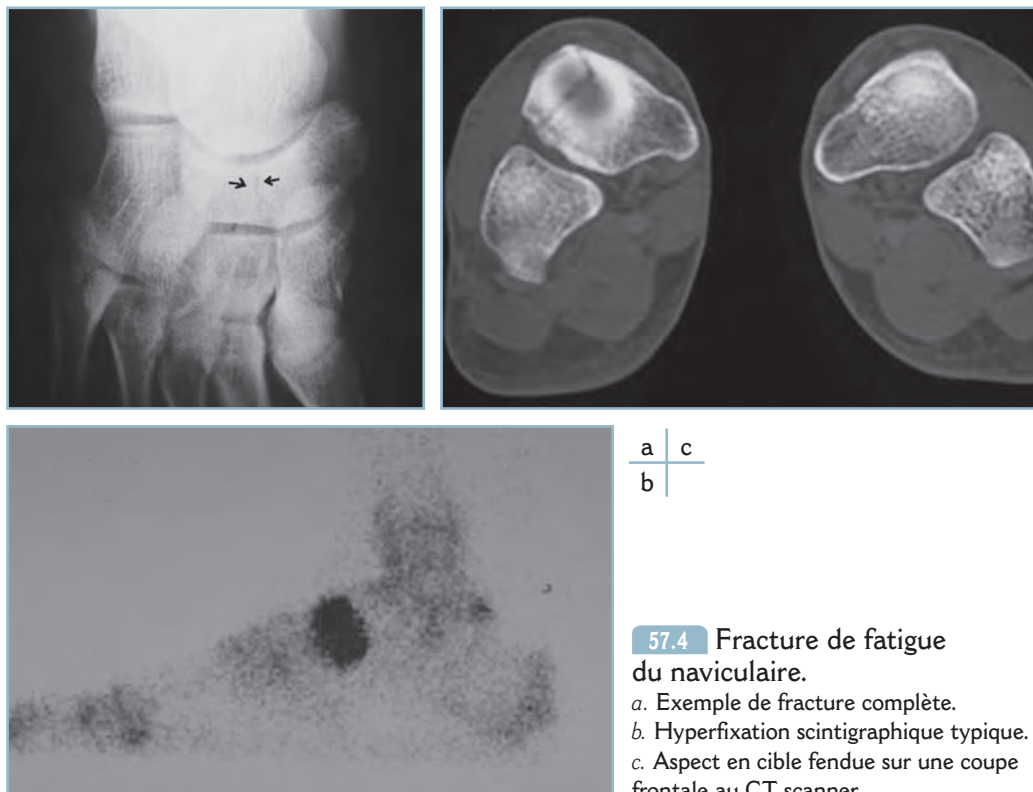 a c
b
57.4 Fracture de fatigue
du naviculaire.
a. Exemple de fracture complète.
b. Hyperfixation scintigraphique typique.
c. Aspect en cible fendue sur une coupe
frontale au CT scanner